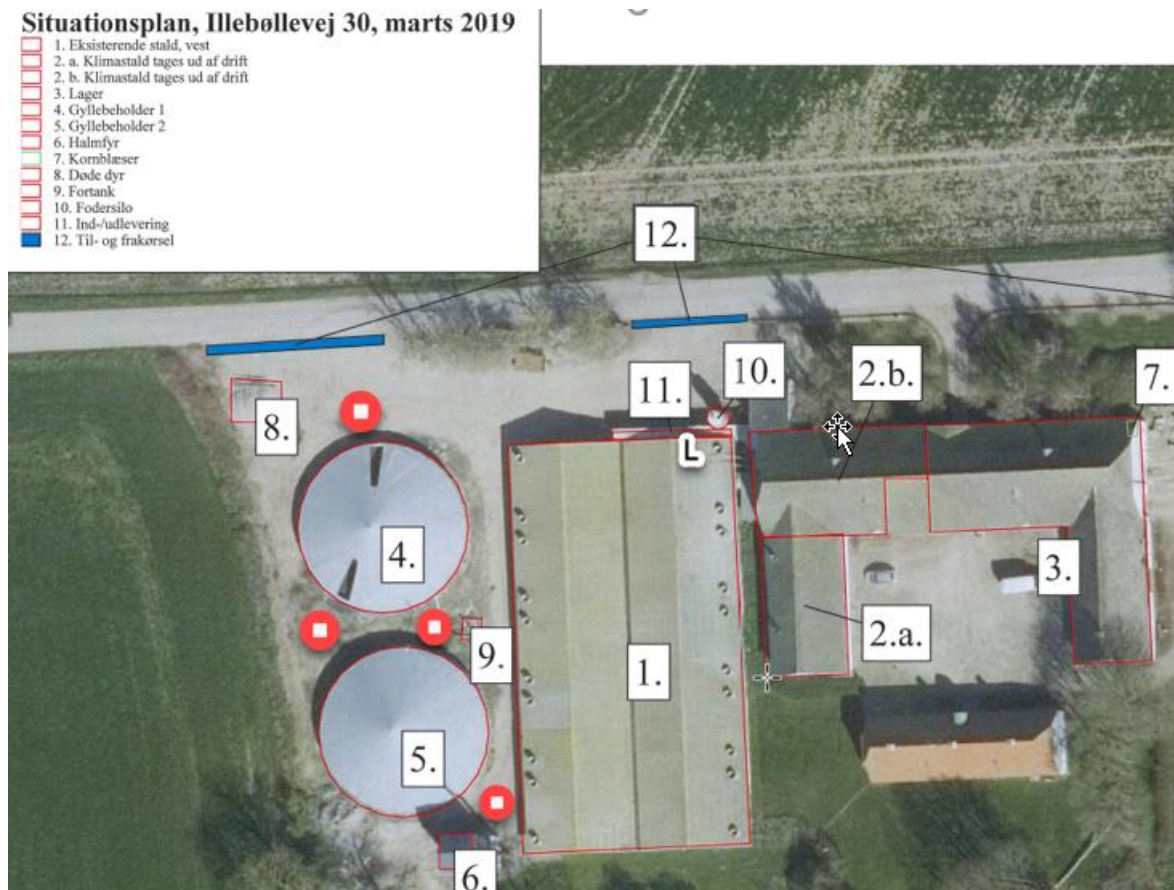 Situationsplan, Illebøllevej 30, marts 2019
1. Eksisterende stald, vest
2. a. Klimastald tages ud af drift
2. b. Klimastald tages ud af drift
3. Lager
4. Gyllebeholder 1
5. Gyllebeholder 2
6. Halmfyr
7. Kornblæser
8. Døde dyr
9. Fortank
10. Fodersilo
11. Ind-/udlevering
12. Til- og frakørsel
12.
11.
10.
2.b.
7.
8.
L
4.
3.
9.
1.
2.a.
5.
6.